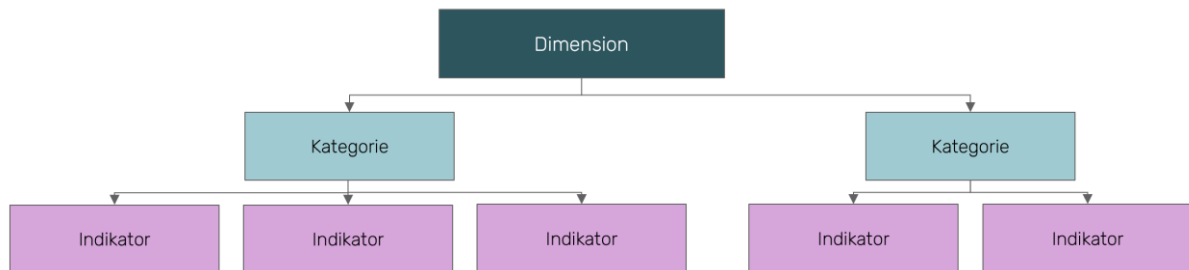 Dimension
Kategorie
Kategorie
Indikator
Indikator
Indikator
Indikator
Indikator